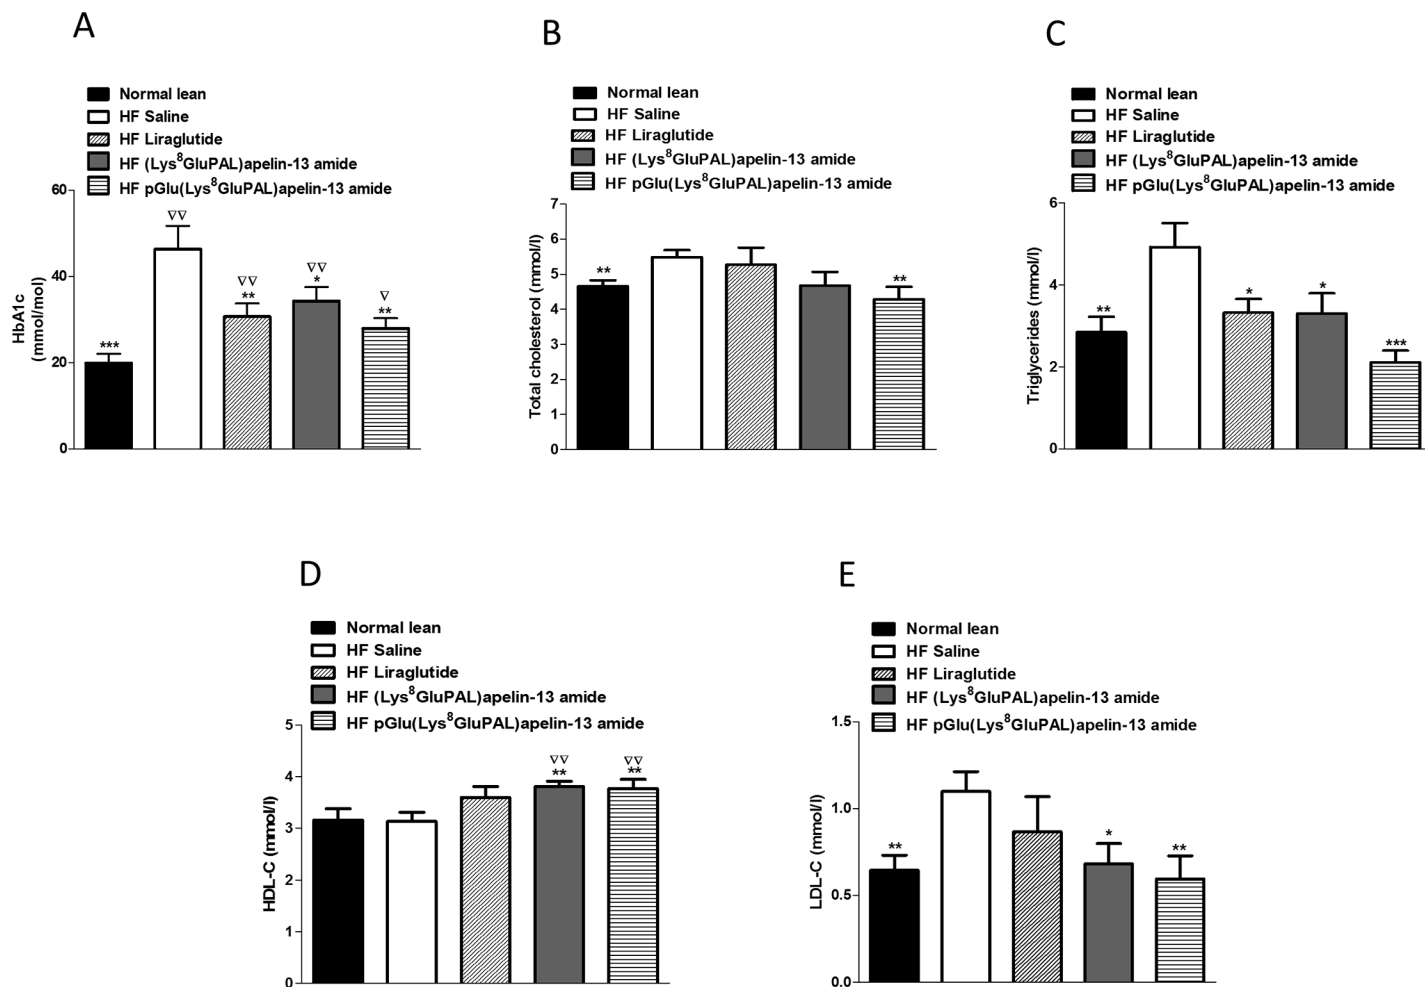 A
Normal lean
HF Saline
HF Liraglutide
HF (Lys⁸GluPAL)apelin-13 amide
HF pGlu(Lys⁸GluPAL)apelin-13 amide
60
40
20
0
HbA1c
(mmol/mol)
***
∇∇
∇∇
**
∇∇
*
∇
**
B
Normal lean
HF Saline
HF Liraglutide
HF (Lys⁸GluPAL)apelin-13 amide
HF pGlu(Lys⁸GluPAL)apelin-13 amide
7
6
5
4
3
2
1
0
Total cholesterol (mmol/l)
**
**
C
Normal lean
HF Saline
HF Liraglutide
HF (Lys⁸GluPAL)apelin-13 amide
HF pGlu(Lys⁸GluPAL)apelin-13 amide
6
4
2
0
Triglycerides (mmol/l)
**
*
*
***
D
Normal lean
HF Saline
HF Liraglutide
HF (Lys⁸GluPAL)apelin-13 amide
HF pGlu(Lys⁸GluPAL)apelin-13 amide
5
4
3
2
1
0
HDL-C (mmol/l)
∇∇
**
∇∇
**
E
Normal lean
HF Saline
HF Liraglutide
HF (Lys⁸GluPAL)apelin-13 amide
HF pGlu(Lys⁸GluPAL)apelin-13 amide
1.5
1.0
0.5
0.0
LDL-C (mmol/l)
**
*
**